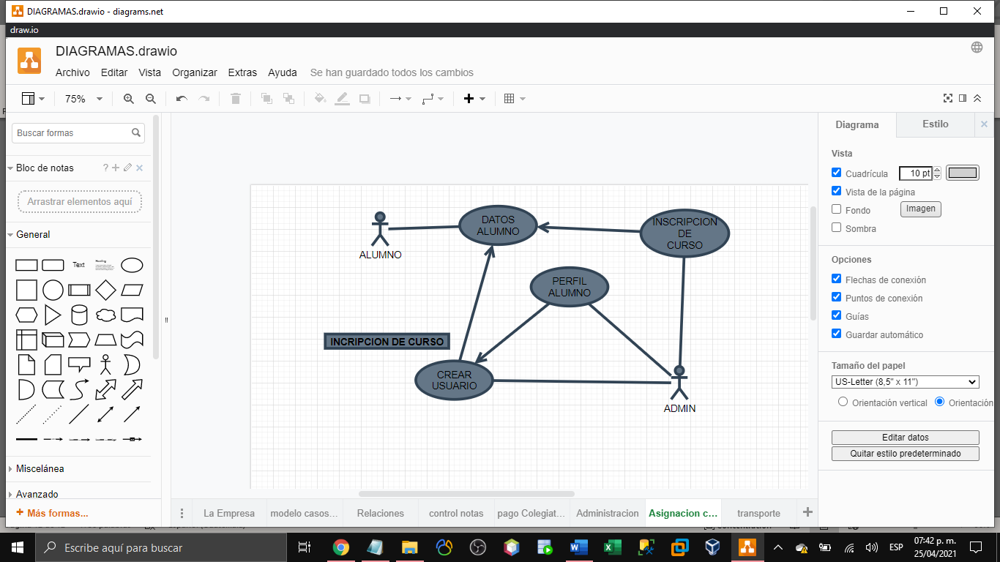 DIAGRAMAS.drawio - diagrams.net
draw.io
DIAGRAMAS.drawio
Archivo Editar Vista Organizar Extras Ayuda Se han guardado todos los cambios
75%
Buscar formas
Bloc de notas
Arrastrar elementos aquí
General
Text
Heading
Miscelánea
Avanzado
Más formas...
DATOS
ALUMNO
INSCRIPCION
DE
CURSO
ALUMNO
PERFIL
ALUMNO
INCRIPCION DE CURSO
CREAR
USUARIO
ADMIN
Diagrama Estilo
Vista
Cuadrícula 10 pt
Vista de la página
Fondo Imagen
Sombra
Opciones
Flechas de conexión
Puntos de conexión
Guías
Guardar automático
Tamaño del papel
US-Letter (8,5" x 11")
Orientación vertical Orientación
Editar datos
Quitar estilo predeterminado
La Empresa modelo casos... Relaciones control notas pago Colegiat... Administracion Asignacion c... transporte
Escribe aquí para buscar
ESP
07:42 p. m.
25/04/2021